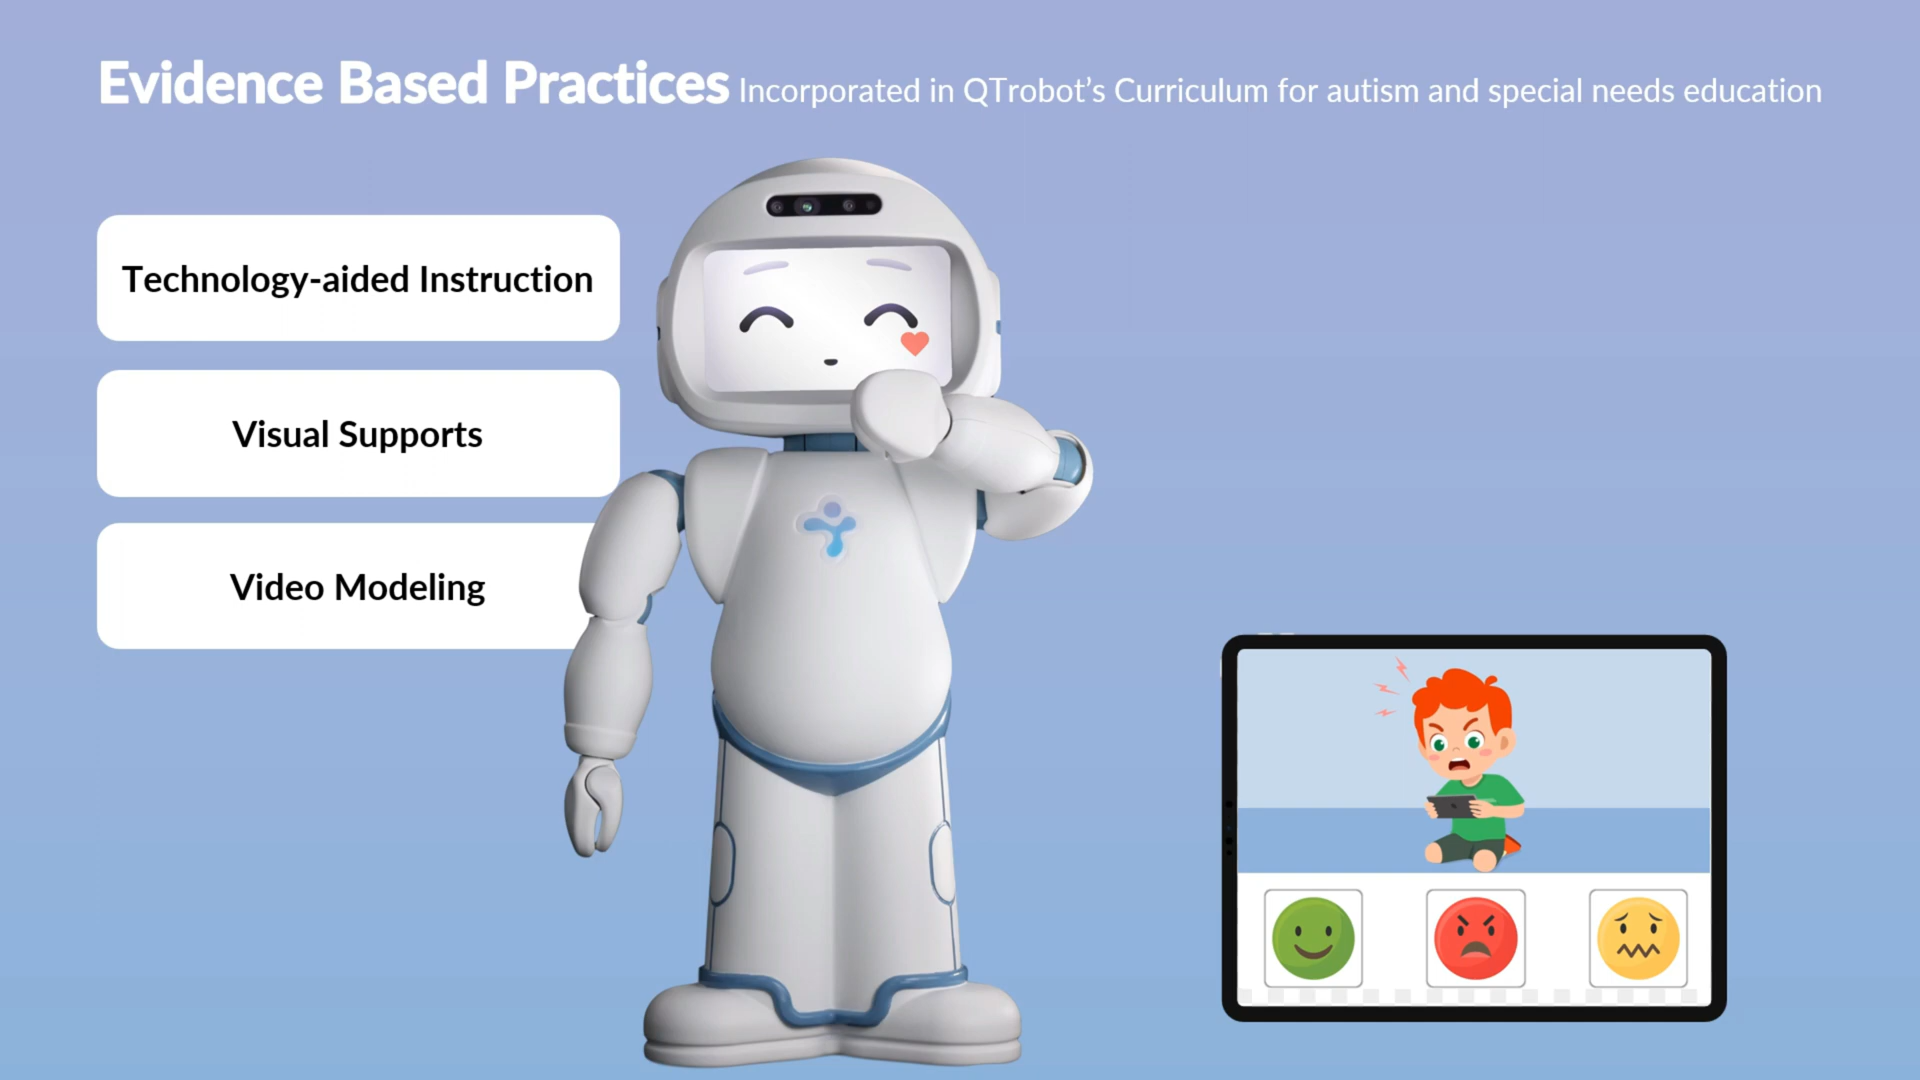 Evidence Based Practices Incorporated in QTrobot’s Curriculum for autism and special needs education
Technology-aided Instruction
Visual Supports
Video Modeling